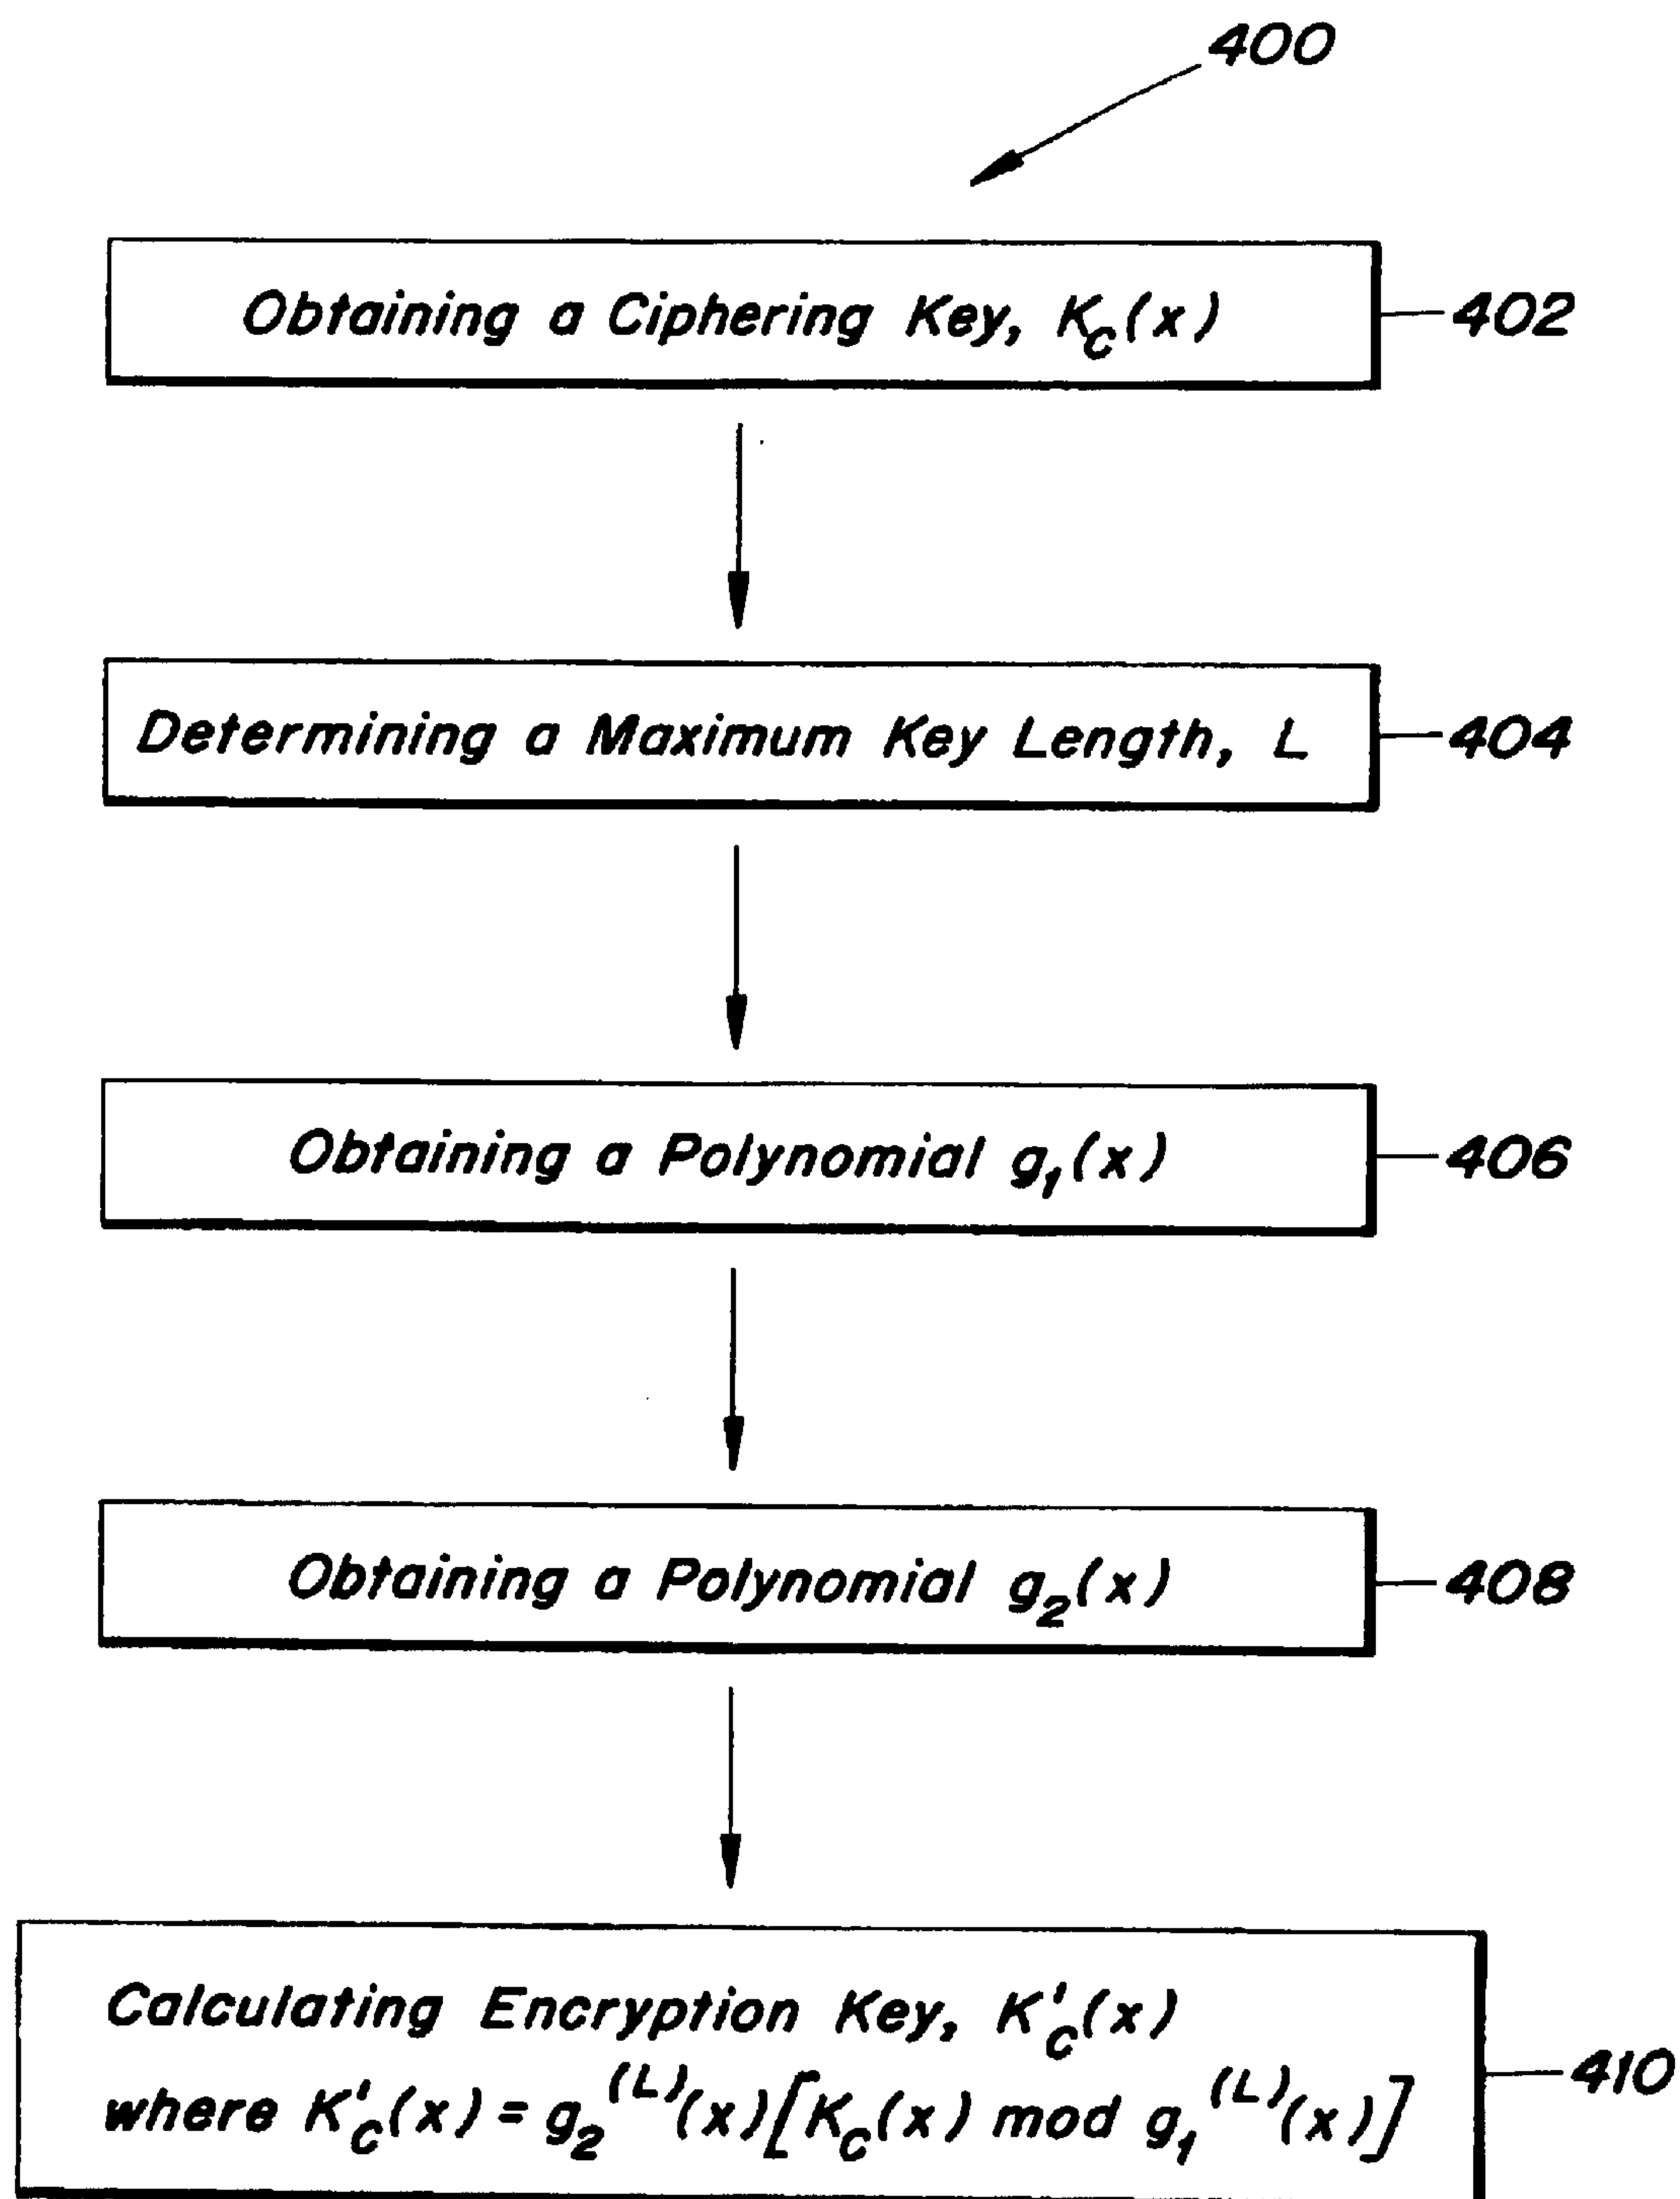 400
Obtaining a Ciphering Key, K_c(x)
402
Determining a Maximum Key Length, L
404
Obtaining a Polynomial g_1(x)
406
Obtaining a Polynomial g_2(x)
408
Calculating Encryption Key, K'_c(x)
where K'_c(x) = g_2^(L)(x)[K_c(x) mod g_1^(L)(x)]
410